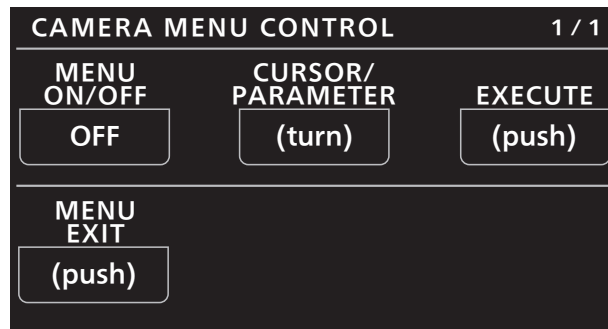 CAMERA MENU CONTROL 1/1
MENU
ON/OFF
OFF
CURSOR/
PARAMETER
(turn)
EXECUTE
(push)
MENU
EXIT
(push)